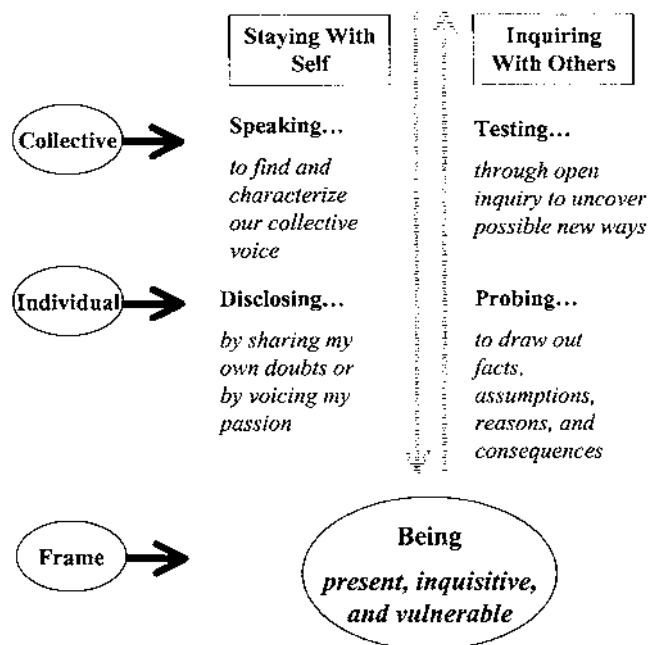 Staying With
Self
Inquiring
With Others
Collective
Speaking...
to find and
characterize
our collective
voice
Testing...
through open
inquiry to uncover
possible new ways
Individual
Disclosing...
by sharing my
own doubts or
by voicing my
passion
Probing...
to draw out
facts,
assumptions,
reasons, and
consequences
Frame
Being
present, inquisitive,
and vulnerable